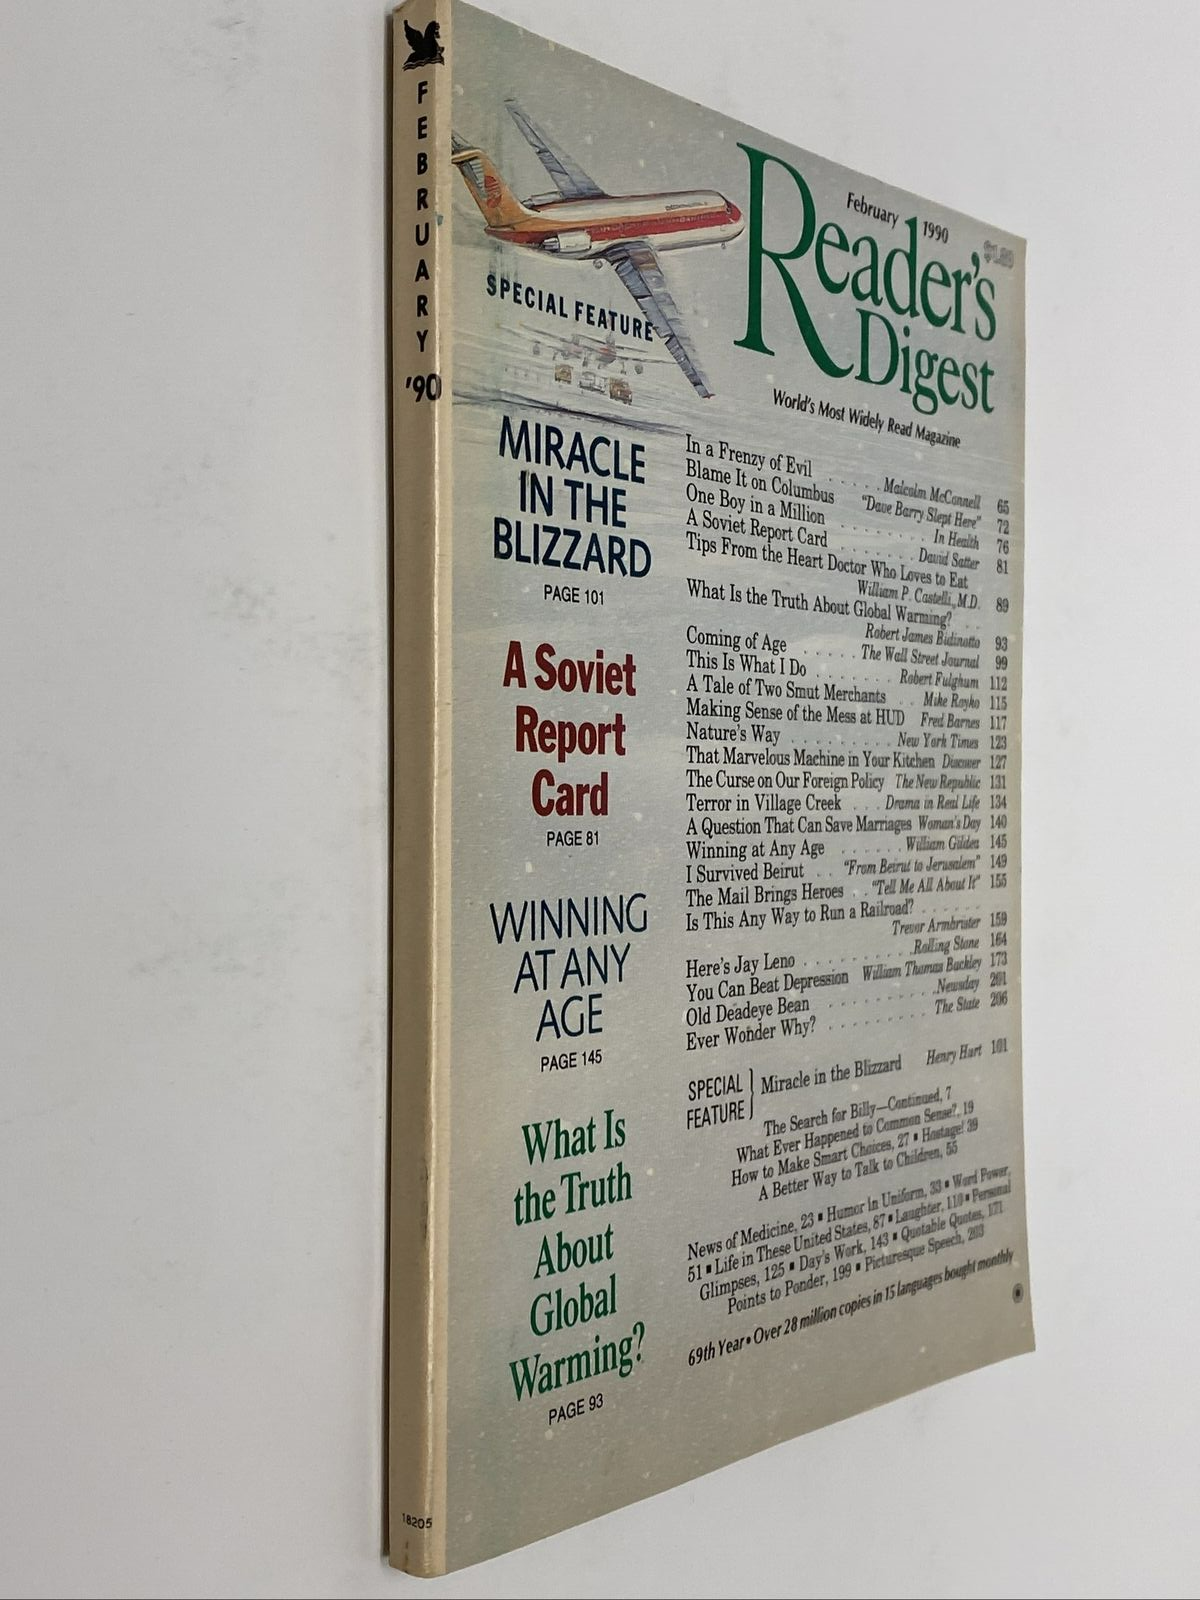 FEBRUARY '90
18205
February 1990
Reader's
Digest
World's Most Widely Read Magazine
SPECIAL FEATURE
MIRACLE
IN THE
BLIZZARD
PAGE 101
A Soviet
Report
Card
PAGE 81
WINNING
AT ANY
AGE
PAGE 145
What Is
the Truth
About
Global
Warming?
PAGE 93
In a Frenzy of Evil . . . . . Malcolm McConnell 65
Blame It on Columbus "Dave Barry Slept Here" 72
One Boy in a Million . . . . . . . . . In Health 76
A Soviet Report Card . . . . . . . David Satter 81
Tips From the Heart Doctor Who Loves to Eat
William P. Castelli, M.D. 89
What Is the Truth About Global Warming? . .
Robert James Bidinotto 93
Coming of Age . . . . . The Wall Street Journal 99
This Is What I Do . . . . . . . . Robert Fulghum 112
A Tale of Two Smut Merchants . . Mike Royko 115
Making Sense of the Mess at HUD Fred Barnes 117
Nature's Way . . . . . . . . . New York Times 123
That Marvelous Machine in Your Kitchen Discover 127
The Curse on Our Foreign Policy The New Republic 131
Terror in Village Creek . . . Drama in Real Life 134
A Question That Can Save Marriages Woman's Day 140
Winning at Any Age . . . . . . William Gildea 145
I Survived Beirut . . "From Beirut to Jerusalem" 149
The Mail Brings Heroes . . "Tell Me All About It" 155
Is This Any Way to Run a Railroad? . . . . . .
Trevor Armbrister 159
Here's Jay Leno . . . . . . . . . Rolling Stone 164
You Can Beat Depression William Thomas Buckley 173
Old Deadeye Bean . . . . . . . . . Newsday 201
Ever Wonder Why? . . . . . . . . . The State 206
SPECIAL
FEATURE } Miracle in the Blizzard Henry Hurt 101
The Search for Billy—Continued, 7
What Ever Happened to Common Sense?, 19
How to Make Smart Choices, 27 ▪ Hostage! 39
A Better Way to Talk to Children, 55
News of Medicine, 23 ▪ Humor in Uniform, 33 ▪ Word Power,
51 ▪ Life in These United States, 87 ▪ Laughter, 110 ▪ Personal
Glimpses, 125 ▪ Day's Work, 143 ▪ Quotable Quotes, 171
Points to Ponder, 199 ▪ Picturesque Speech, 203
69th Year • Over 28 million copies in 15 languages bought monthly